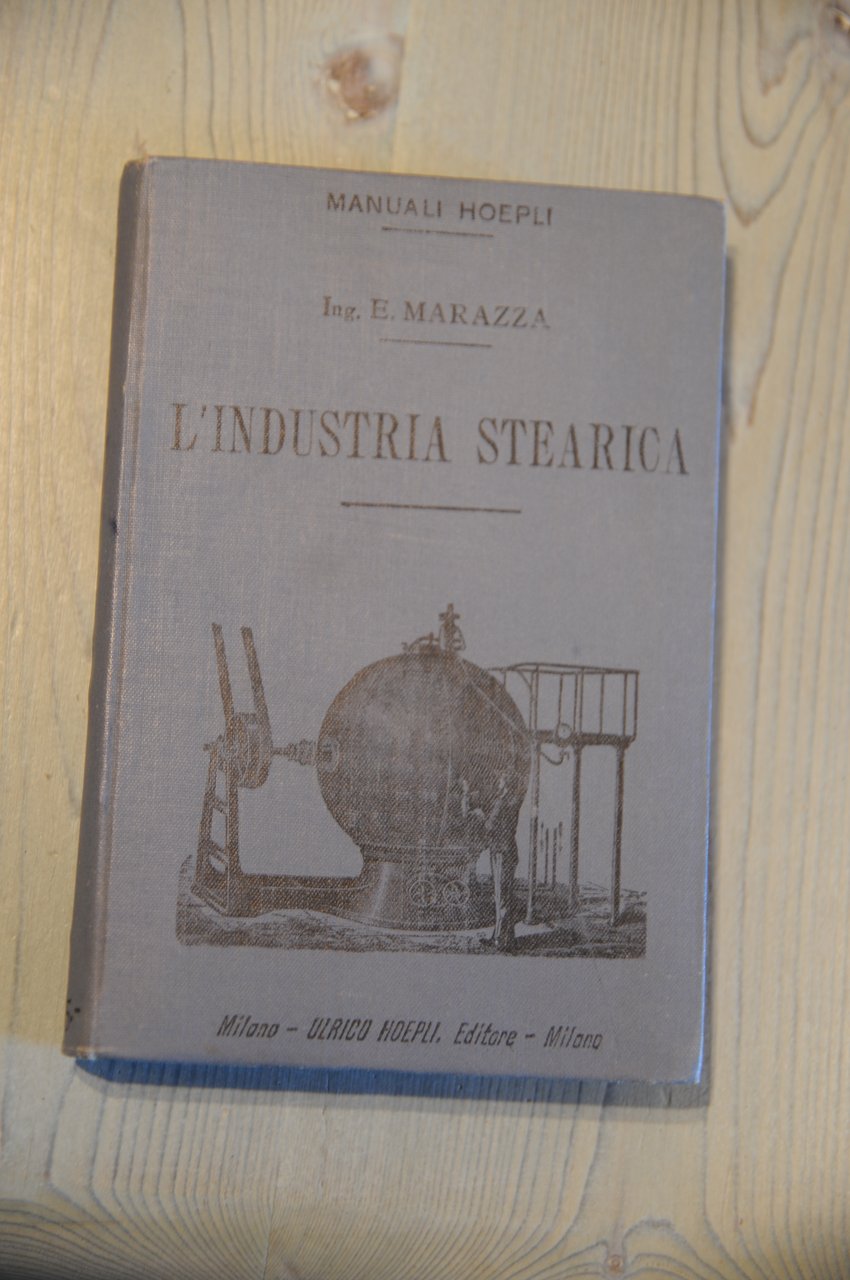 MANUALI HOEPLI
Ing. E. MARAZZA
L'INDUSTRIA STEARICA
Milano - ULRICO HOEPLI, Editore - Milano